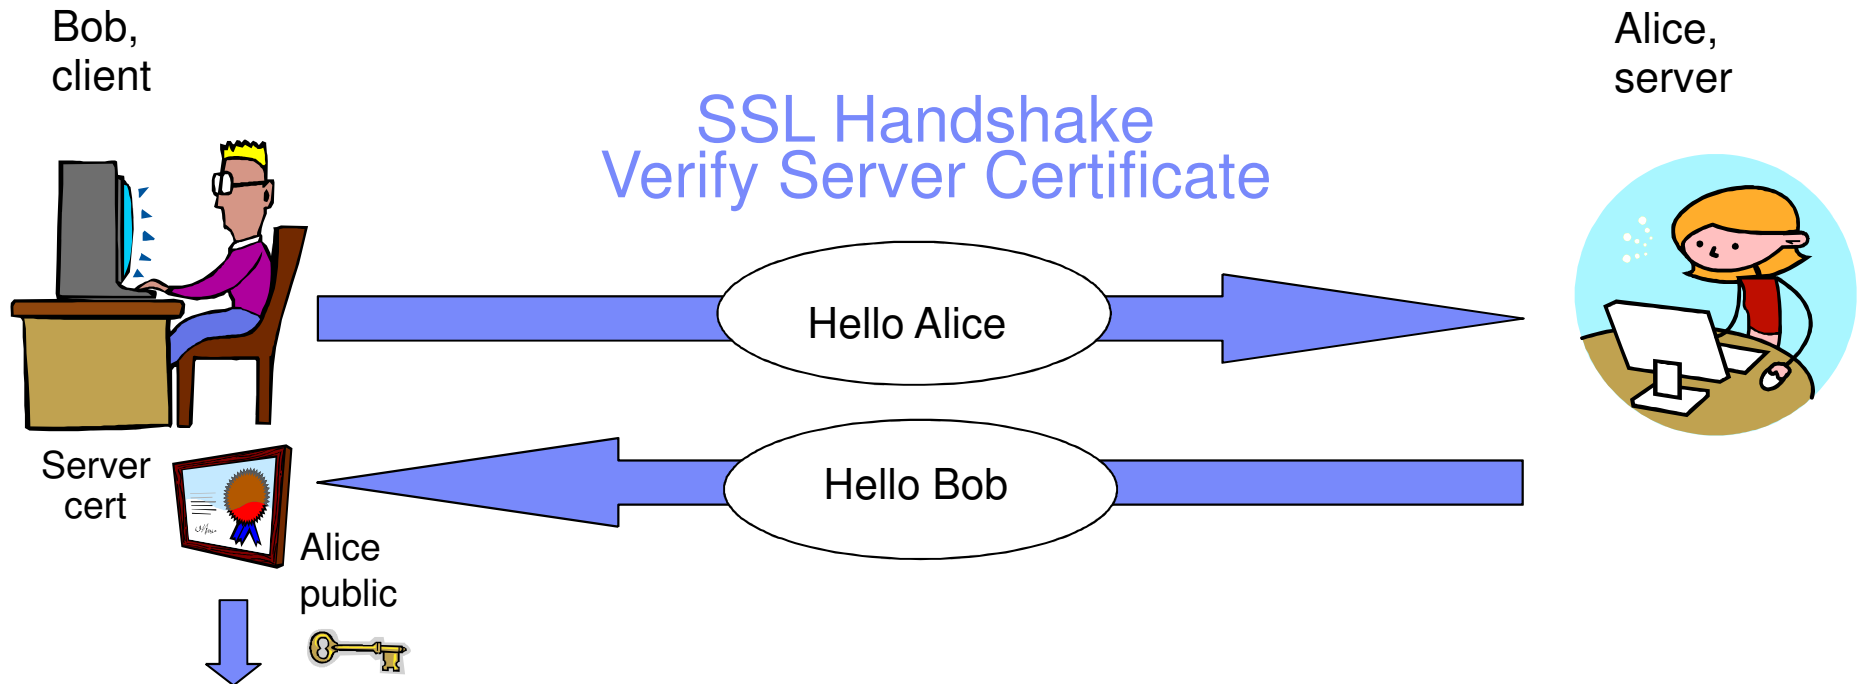 Bob,
client
Alice,
server
SSL Handshake
Verify Server Certificate
Hello Alice
Hello Bob
Server
cert
Alice
public